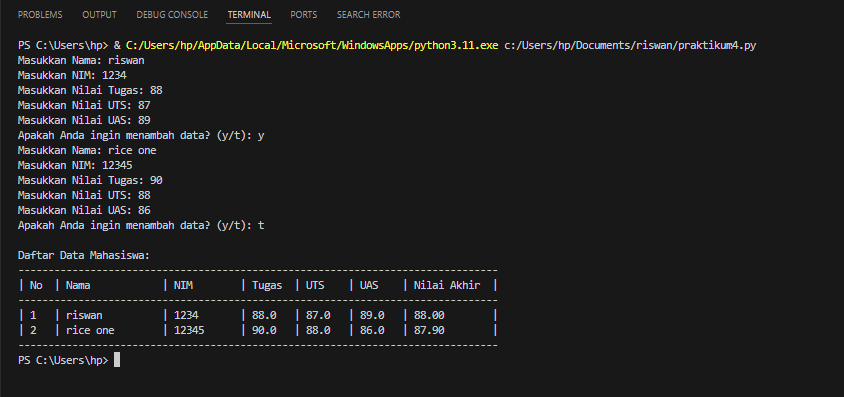 PROBLEMS OUTPUT DEBUG CONSOLE TERMINAL PORTS SEARCH ERROR
PS C:\Users\hp> & C:/Users/hp/AppData/Local/Microsoft/WindowsApps/python3.11.exe c:/Users/hp/Documents/riswan/praktikum4.py
Masukkan Nama: riswan
Masukkan NIM: 1234
Masukkan Nilai Tugas: 88
Masukkan Nilai UTS: 87
Masukkan Nilai UAS: 89
Apakah Anda ingin menambah data? (y/t): y
Masukkan Nama: rice one
Masukkan NIM: 12345
Masukkan Nilai Tugas: 90
Masukkan Nilai UTS: 88
Masukkan Nilai UAS: 86
Apakah Anda ingin menambah data? (y/t): t
Daftar Data Mahasiswa:
--------------------------------------------------------------------------------
| No | Nama | NIM | Tugas | UTS | UAS | Nilai Akhir |
--------------------------------------------------------------------------------
| 1 | riswan | 1234 | 88.0 | 87.0 | 89.0 | 88.00 |
| 2 | rice one | 12345 | 90.0 | 88.0 | 86.0 | 87.90 |
--------------------------------------------------------------------------------
PS C:\Users\hp>